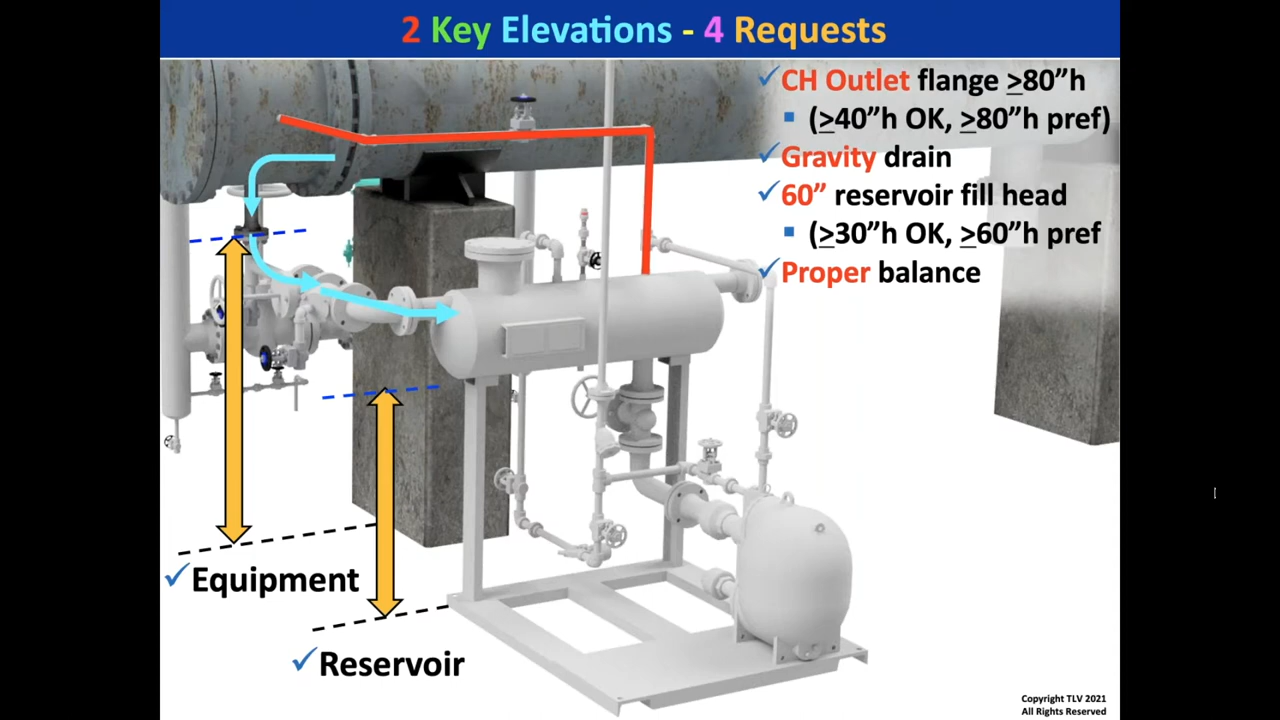 2 Key Elevations - 4 Requests
✓CH Outlet flange ≥80”h
▪ (≥40”h OK, ≥80”h pref)
✓Gravity drain
✓60” reservoir fill head
▪ (≥30”h OK, ≥60”h pref
✓Proper balance
✓Equipment
✓Reservoir
Copyright TLV 2021
All Rights Reserved